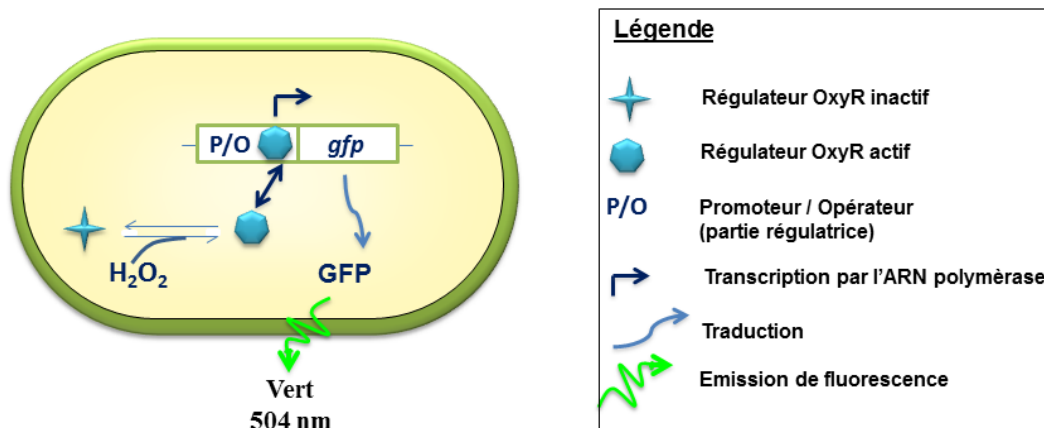 P/O
gfp
H2O2
GFP
Vert
504 nm
Légende
Régulateur OxyR inactif
Régulateur OxyR actif
P/O
Promoteur / Opérateur
(partie régulatrice)
Transcription par l'ARN polymèrase
Traduction
Emission de fluorescence